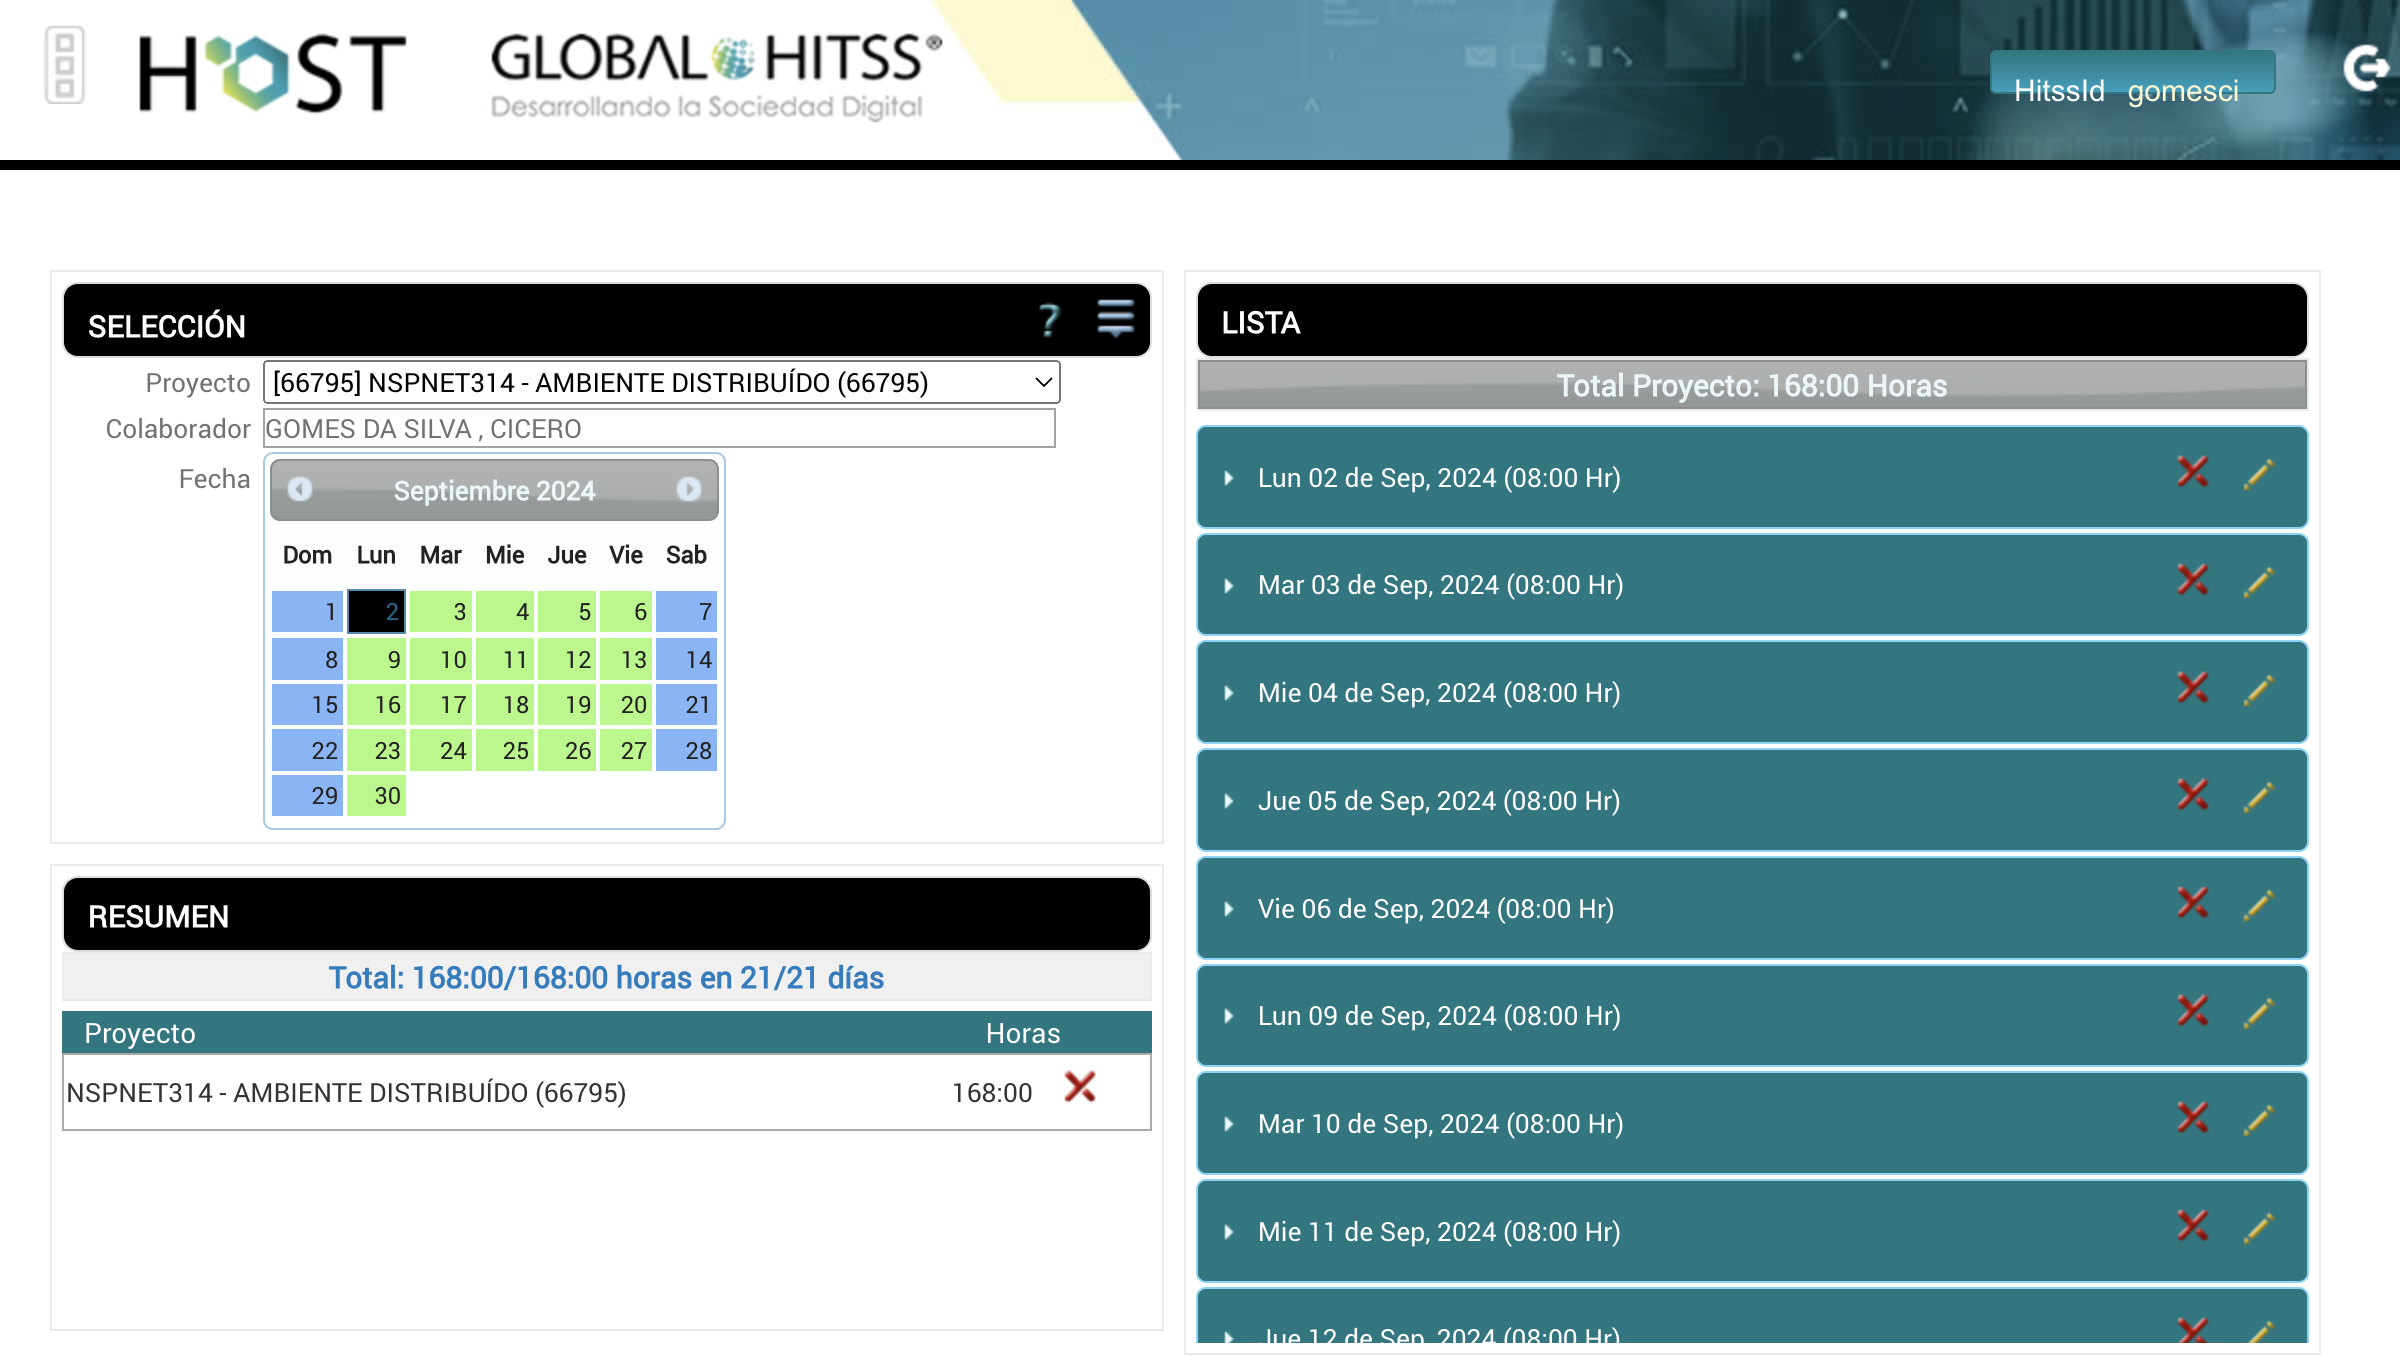 HOST
GLOBAL HITSS®
Desarrollando la Sociedad Digital
HitssId gomesci
SELECCIÓN
?
Proyecto [66795] NSPNET314 - AMBIENTE DISTRIBUÍDO (66795)
Colaborador GOMES DA SILVA , CICERO
Fecha
Septiembre 2024
Dom Lun Mar Mie Jue Vie Sab
1 2 3 4 5 6 7
8 9 10 11 12 13 14
15 16 17 18 19 20 21
22 23 24 25 26 27 28
29 30
RESUMEN
Total: 168:00/168:00 horas en 21/21 días
Proyecto Horas
NSPNET314 - AMBIENTE DISTRIBUÍDO (66795) 168:00
LISTA
Total Proyecto: 168:00 Horas
Lun 02 de Sep, 2024 (08:00 Hr)
Mar 03 de Sep, 2024 (08:00 Hr)
Mie 04 de Sep, 2024 (08:00 Hr)
Jue 05 de Sep, 2024 (08:00 Hr)
Vie 06 de Sep, 2024 (08:00 Hr)
Lun 09 de Sep, 2024 (08:00 Hr)
Mar 10 de Sep, 2024 (08:00 Hr)
Mie 11 de Sep, 2024 (08:00 Hr)
Jue 12 de Sep, 2024 (08:00 Hr)